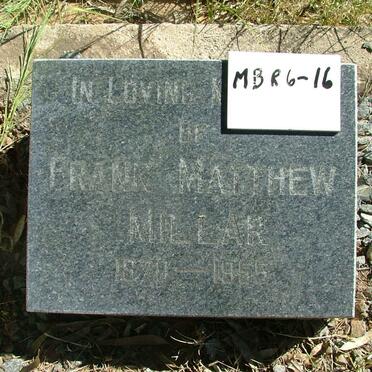 MBR6-16
IN LOVING
OF
FRANK MATTHEW
MILLAR